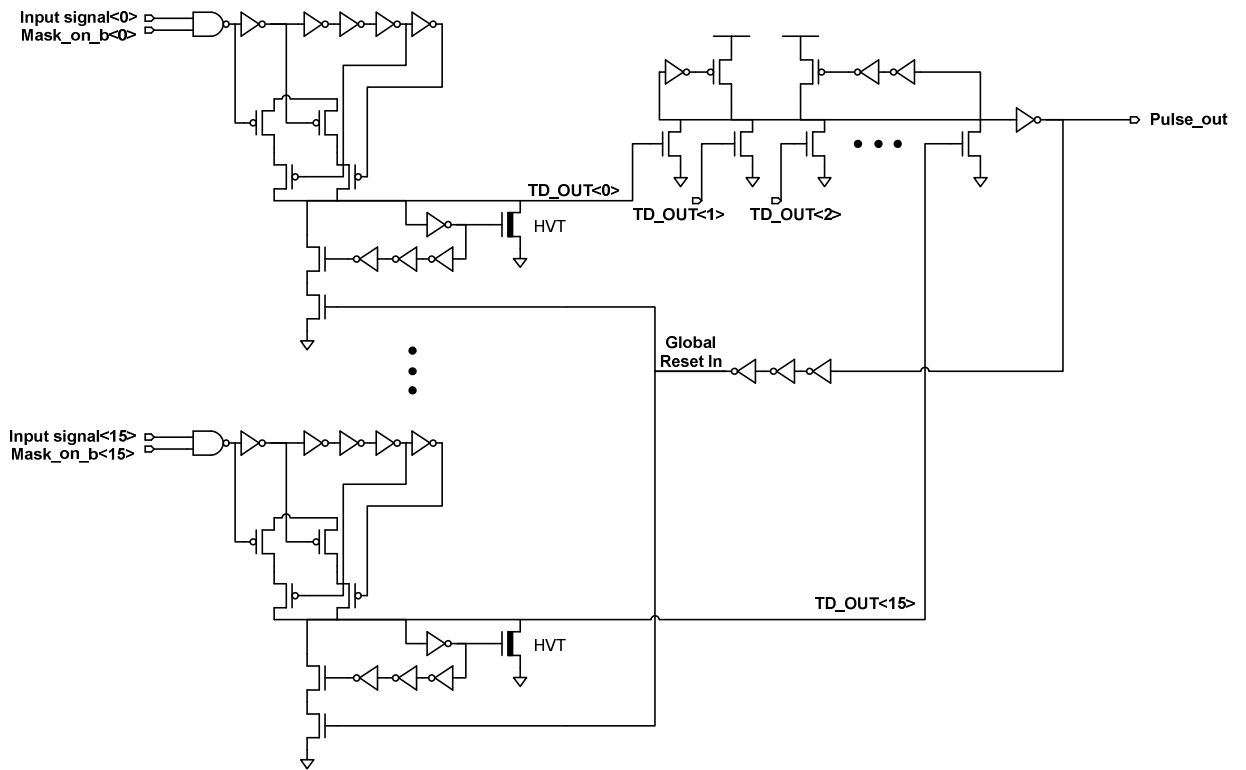 Input signal<0>
Mask_on_b<0>
Pulse_out
TD_OUT<0>
TD_OUT<1>
TD_OUT<2>
HVT
Global
Reset In
Input signal<15>
Mask_on_b<15>
TD_OUT<15>
HVT